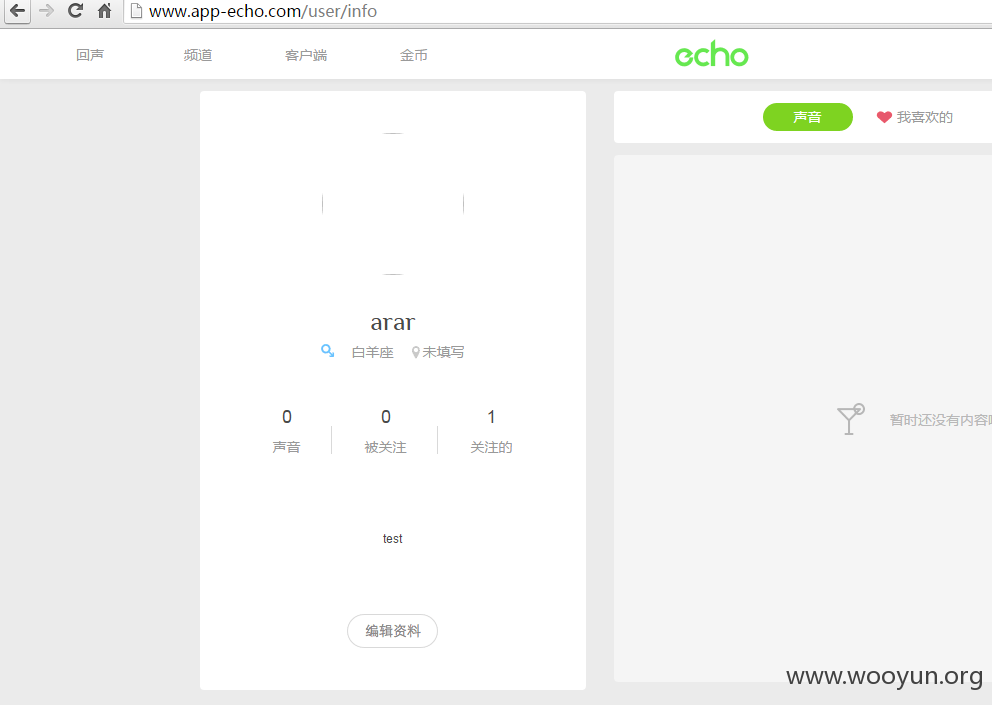 www.app-echo.com/user/info
回声 频道 客户端 金币 echo
声音 我喜欢的
arar
白羊座 未填写
0 0 1
声音 被关注 关注的
暂时还没有内容
test
编辑资料
www.wooyun.org